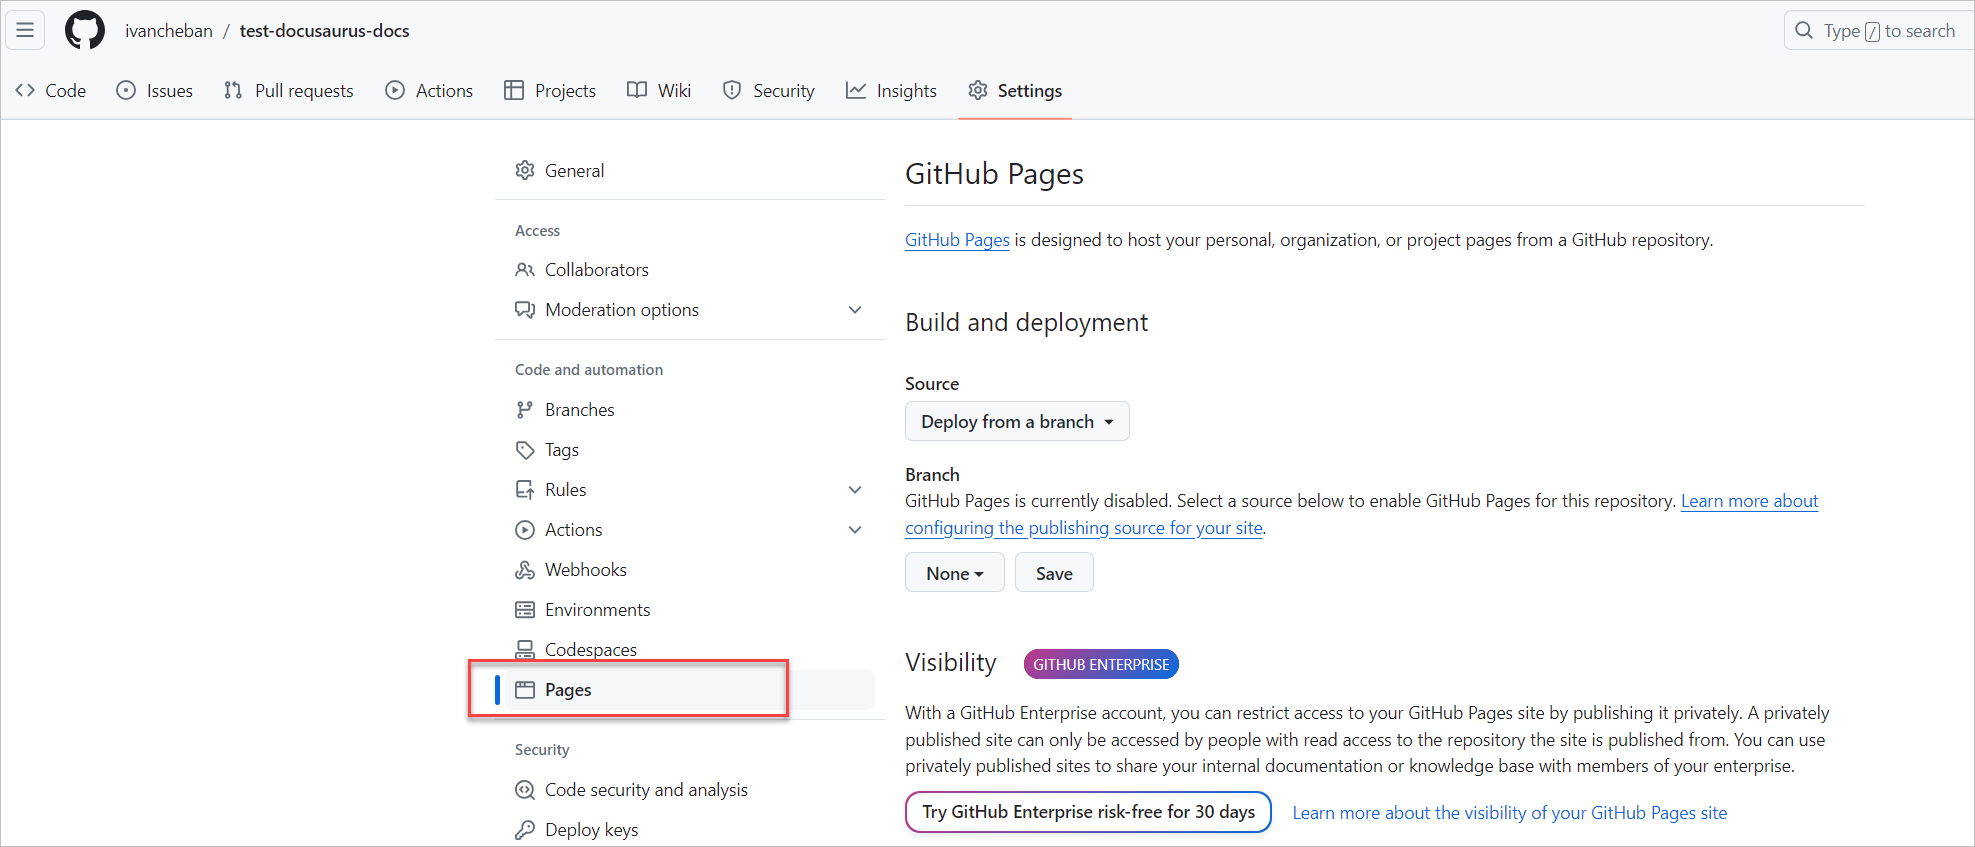 ivancheban / test-docusaurus-docs
Type / to search
Code
Issues
Pull requests
Actions
Projects
Wiki
Security
Insights
Settings
General
Access
Collaborators
Moderation options
Code and automation
Branches
Tags
Rules
Actions
Webhooks
Environments
Codespaces
Pages
Security
Code security and analysis
Deploy keys
GitHub Pages
GitHub Pages is designed to host your personal, organization, or project pages from a GitHub repository.
Build and deployment
Source
Deploy from a branch
Branch
GitHub Pages is currently disabled. Select a source below to enable GitHub Pages for this repository. Learn more about
configuring the publishing source for your site.
None
Save
Visibility
GITHUB ENTERPRISE
With a GitHub Enterprise account, you can restrict access to your GitHub Pages site by publishing it privately. A privately
published site can only be accessed by people with read access to the repository the site is published from. You can use
privately published sites to share your internal documentation or knowledge base with members of your enterprise.
Try GitHub Enterprise risk-free for 30 days
Learn more about the visibility of your GitHub Pages site